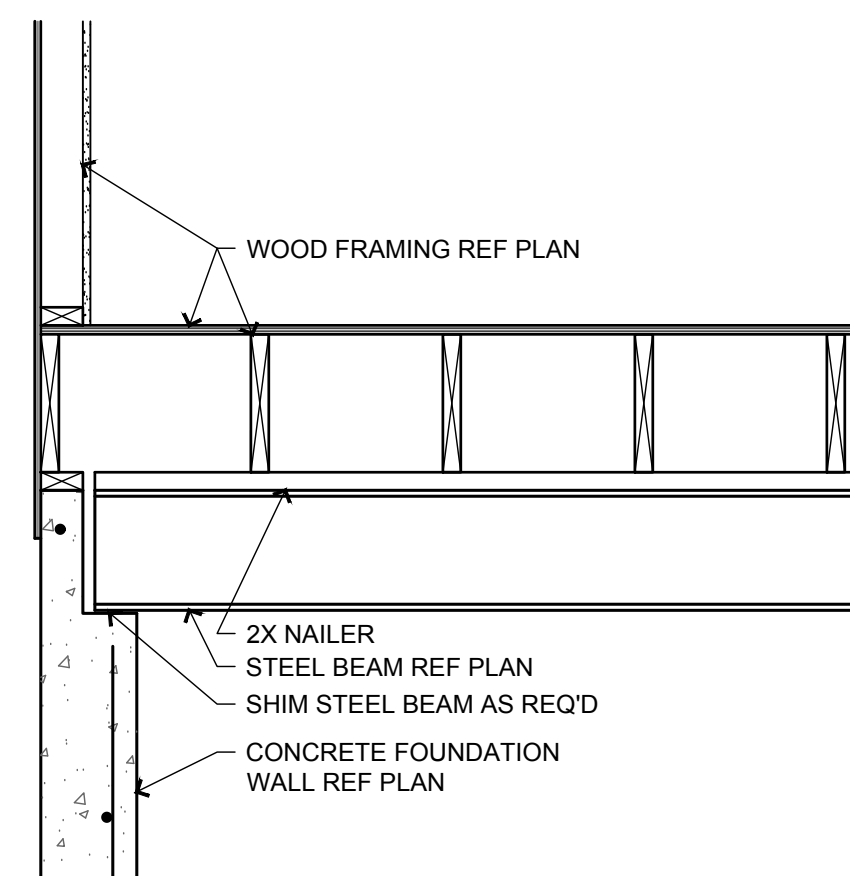 WOOD FRAMING REF PLAN
2X NAILER
STEEL BEAM REF PLAN
SHIM STEEL BEAM AS REQ'D
CONCRETE FOUNDATION
WALL REF PLAN